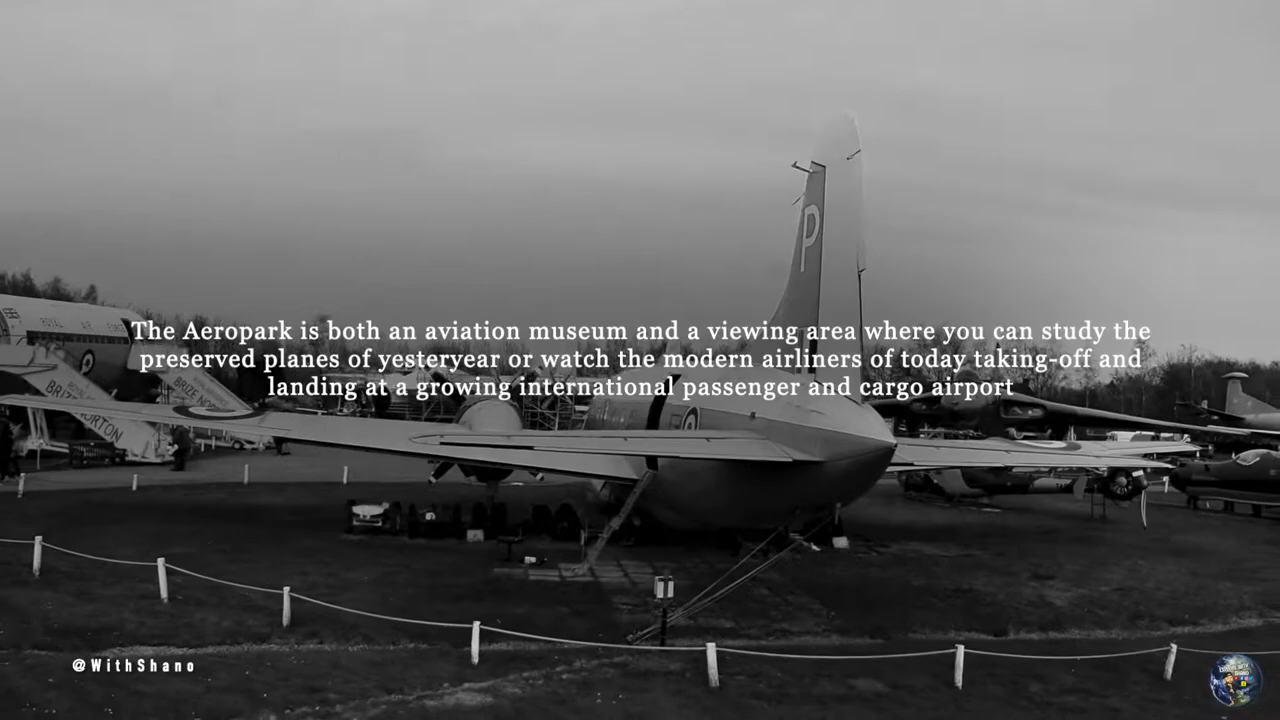 P
ROYAL AIR FORCE
The Aeropark is both an aviation museum and a viewing area where you can study the
preserved planes of yesteryear or watch the modern airliners of today taking-off and
landing at a growing international passenger and cargo airport
BRIZE NORTON
BRIZE
@WithShano